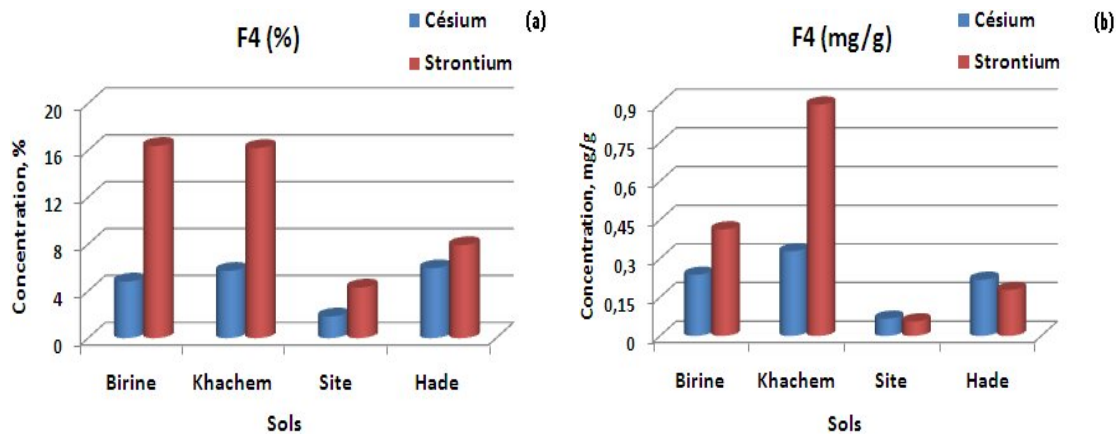 F4 (%)
Césium
Strontium
(a)
Concentration, %
20
16
12
8
4
0
Birine Khachem Site Hade
Sols
F4 (mg/g)
Césium
Strontium
(b)
Concentration, mg/g
0,9
0,75
0,6
0,45
0,3
0,15
0
Birine Khachem Site Hade
Sols